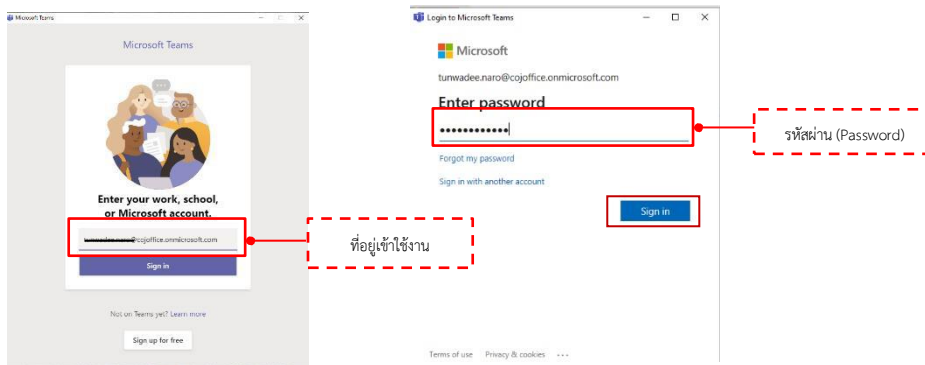 Microsoft Teams
Microsoft Teams
Enter your work, school,
or Microsoft account.
@cojoffice.onmicrosoft.com
Sign in
Not on Teams yet? Learn more
Sign up for free
ที่อยู่เข้าใช้งาน
Login to Microsoft Teams
Microsoft
tunwadee.naro@cojoffice.onmicrosoft.com
Enter password
Forgot my password
Sign in with another account
Sign in
Terms of use Privacy & cookies ...
รหัสผ่าน (Password)